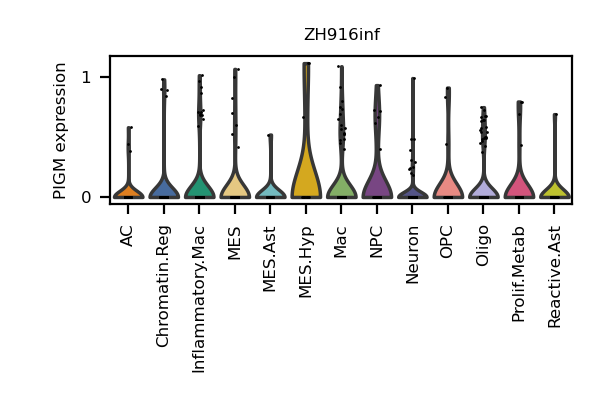 ZH916inf
PIGM expression
1
0
AC
Chromatin.Reg
Inflammatory.Mac
MES
MES.Ast
MES.Hyp
Mac
NPC
Neuron
OPC
Oligo
Prolif.Metab
Reactive.Ast